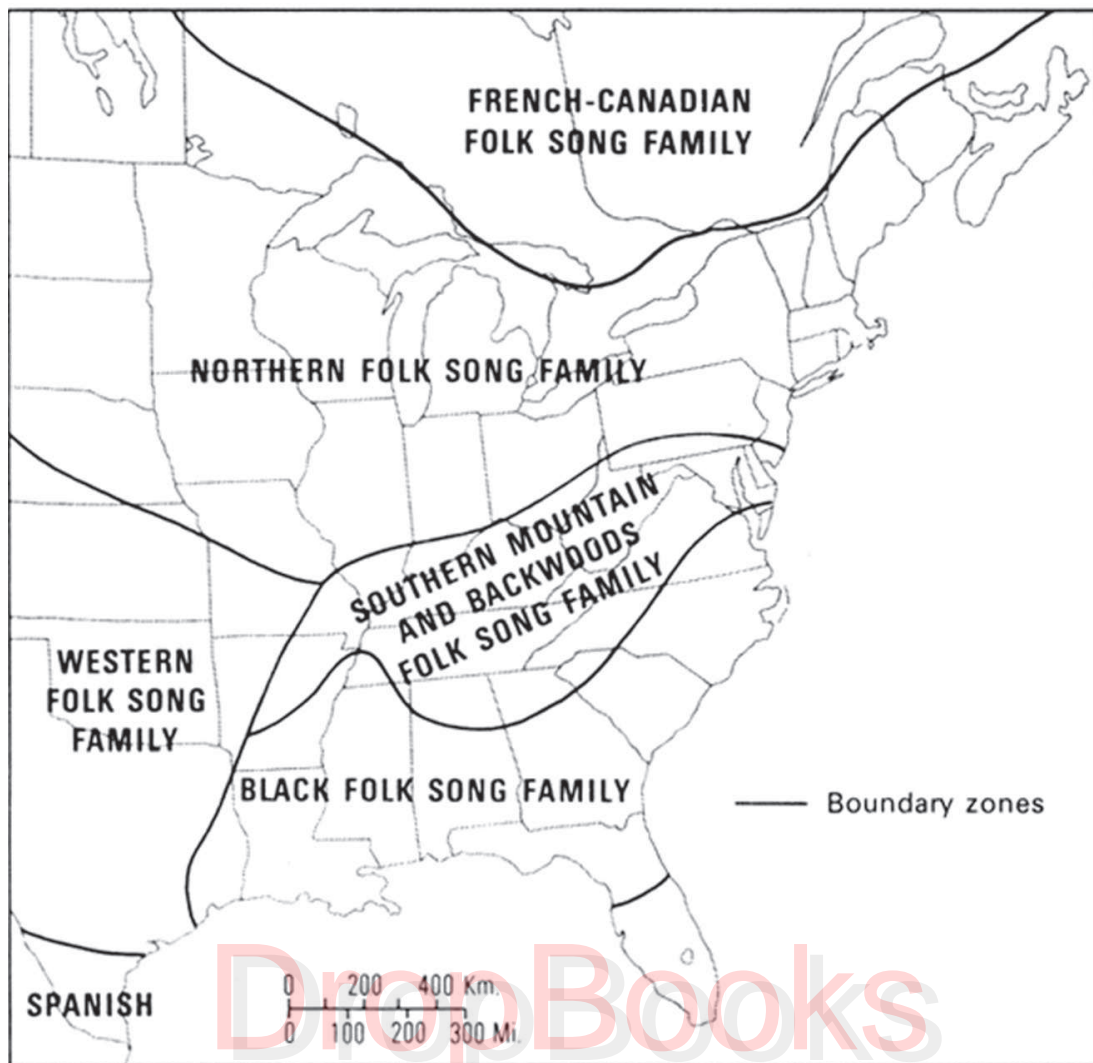 FRENCH-CANADIAN
FOLK SONG FAMILY
NORTHERN FOLK SONG FAMILY
SOUTHERN MOUNTAIN
AND BACKWOODS
FOLK SONG FAMILY
WESTERN
FOLK SONG
FAMILY
BLACK FOLK SONG FAMILY
Boundary zones
SPANISH
0 200 400 Km.
0 100 200 300 Mi.
DropBooks